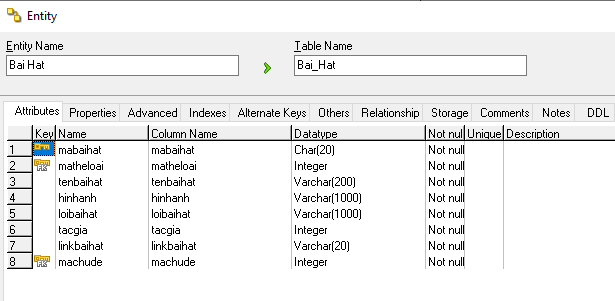 Entity
Entity Name
Table Name
Bai Hat
Bai_Hat
Attributes Properties Advanced Indexes Alternate Keys Others Relationship Storage Comments Notes DDL
Key Name Column Name Datatype Not nul Unique Description
1 mabaihat mabaihat Char(20) Not null
2 FK matheloai matheloai Integer Not null
3 tenbaihat tenbaihat Varchar(200) Not null
4 hinhanh hinhanh Varchar(1000) Not null
5 loibaihat loibaihat Varchar(1000) Not null
6 tacgia tacgia Integer Not null
7 linkbaihat linkbaihat Varchar(20) Not null
8 FK machude machude Integer Not null